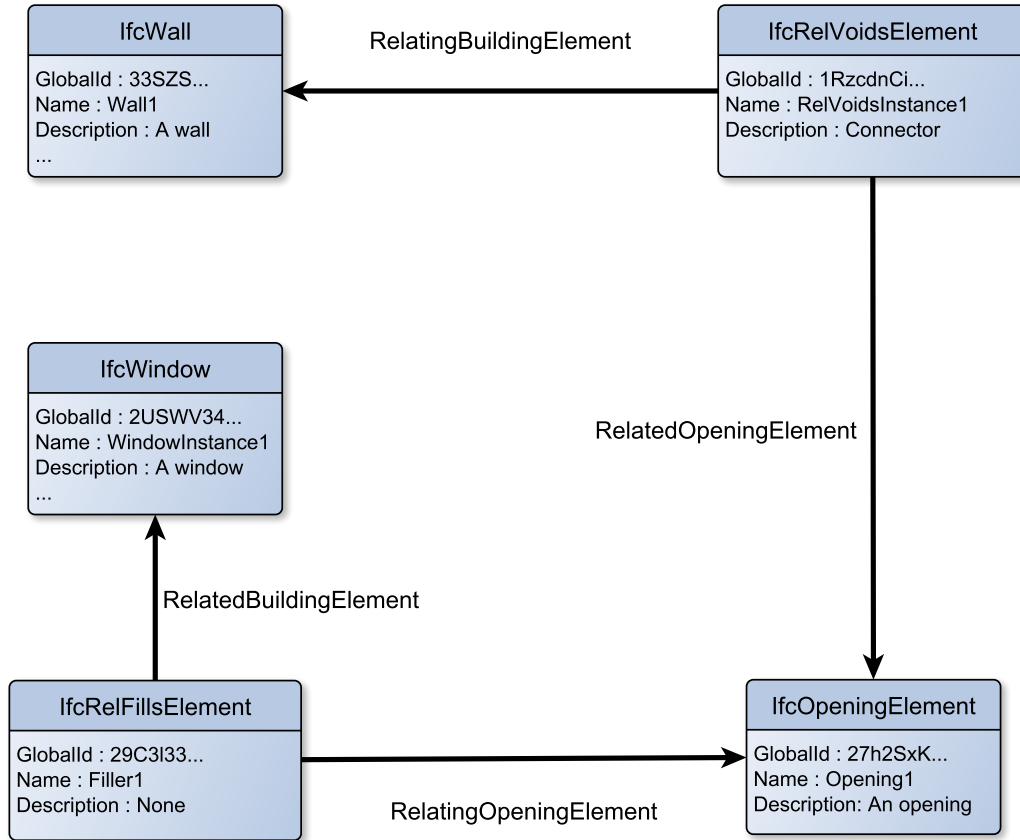 IfcWall
GlobalId : 33SZS...
Name : Wall1
Description : A wall
...
RelatingBuildingElement
IfcRelVoidsElement
GlobalId : 1RzcdnCi...
Name : RelVoidsInstance1
Description : Connector
IfcWindow
GlobalId : 2USWV34...
Name : WindowInstance1
Description : A window
...
RelatedOpeningElement
RelatedBuildingElement
IfcRelFillsElement
GlobalId : 29C3I33...
Name : Filler1
Description : None
RelatingOpeningElement
IfcOpeningElement
GlobalId : 27h2SxK...
Name : Opening1
Description: An opening